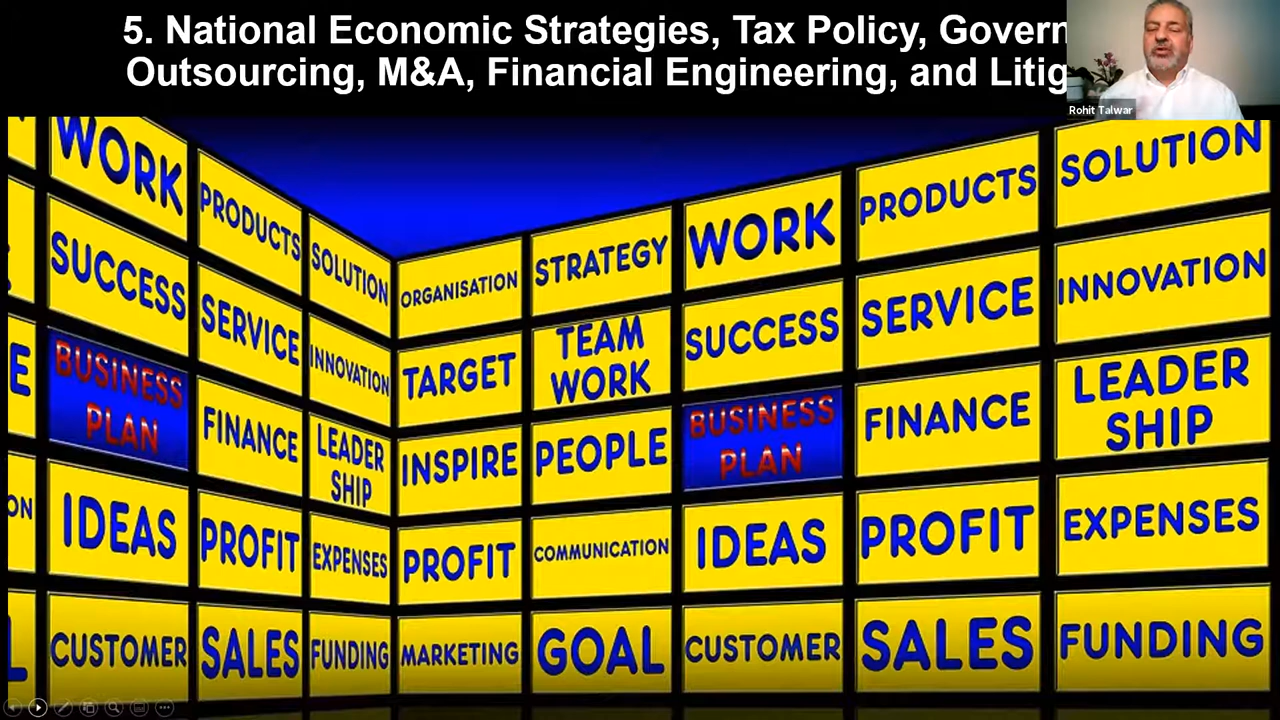 5. National Economic Strategies, Tax Policy, Govern
Outsourcing, M&A, Financial Engineering, and Litig
Rohit Talwar
WORK
PRODUCTS
SOLUTION
ORGANISATION
STRATEGY
WORK
PRODUCTS
SOLUTION
SUCCESS
SERVICE
INNOVATION
TARGET
TEAM
WORK
SUCCESS
SERVICE
INNOVATION
E
BUSINESS
PLAN
FINANCE
LEADER
SHIP
INSPIRE
PEOPLE
BUSINESS
PLAN
FINANCE
LEADER
SHIP
ON
IDEAS
PROFIT
EXPENSES
PROFIT
COMMUNICATION
IDEAS
PROFIT
EXPENSES
L
CUSTOMER
SALES
FUNDING
MARKETING
GOAL
CUSTOMER
SALES
FUNDING